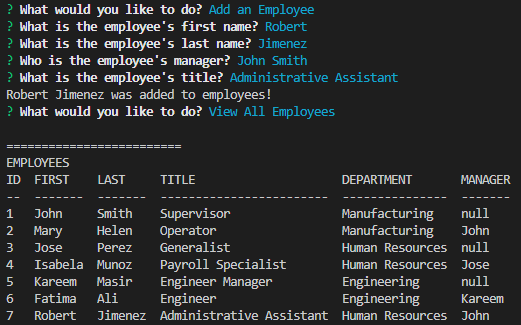 ? What would you like to do? Add an Employee
? What is the employee's first name? Robert
? What is the employee's last name? Jimenez
? Who is the employee's manager? John Smith
? What is the employee's title? Administrative Assistant
Robert Jimenez was added to employees!
? What would you like to do? View All Employees
=========================
EMPLOYEES
ID  FIRST    LAST     TITLE                     DEPARTMENT       MANAGER
--  -------  -------  ------------------------  ---------------  -------
1   John     Smith    Supervisor                Manufacturing    null
2   Mary     Helen    Operator                  Manufacturing    John
3   Jose     Perez    Generalist                Human Resources  null
4   Isabela  Munoz    Payroll Specialist        Human Resources  Jose
5   Kareem   Masir    Engineer Manager          Engineering      null
6   Fatima   Ali      Engineer                  Engineering      Kareem
7   Robert   Jimenez  Administrative Assistant  Human Resources  John